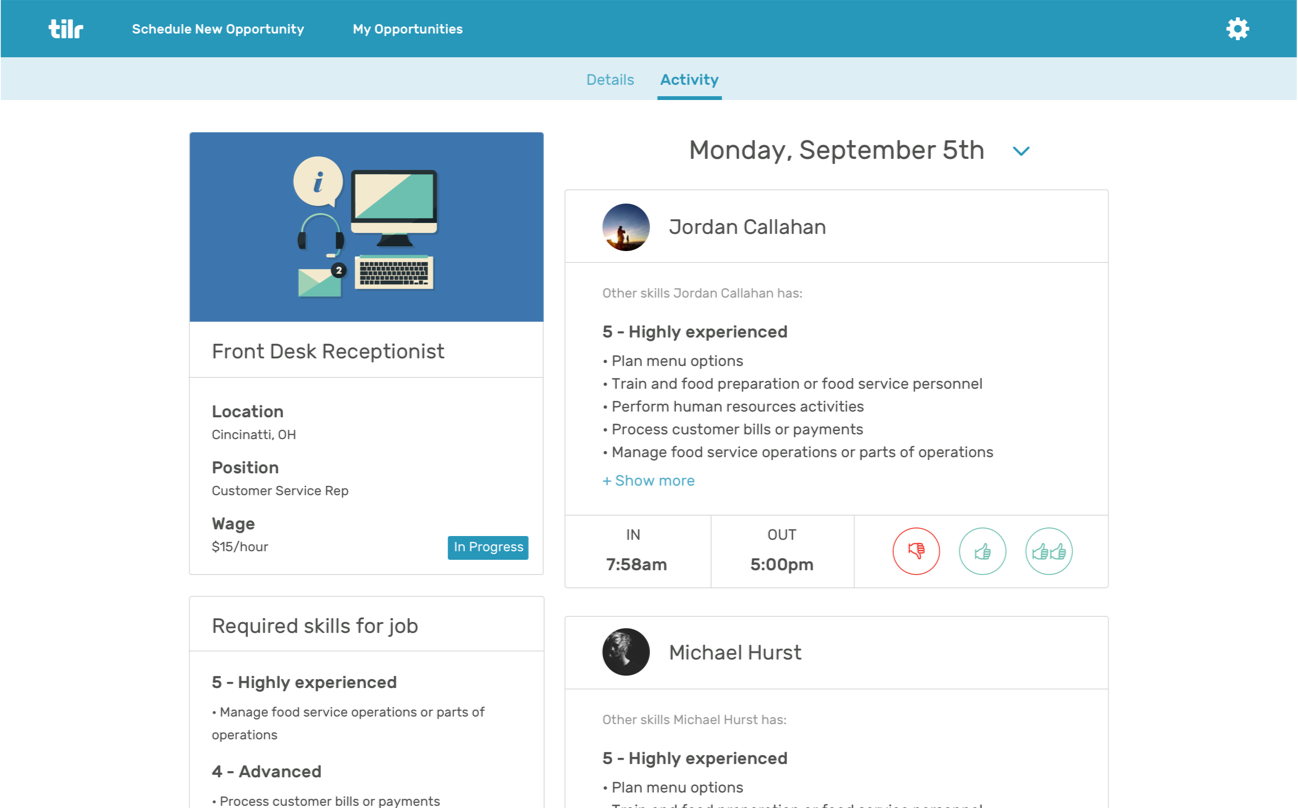 tilr
Schedule New Opportunity
My Opportunities
Details
Activity
i
2
Front Desk Receptionist
Location
Cincinatti, OH
Position
Customer Service Rep
Wage
$15/hour
In Progress
Required skills for job
5 - Highly experienced
• Manage food service operations or parts of
operations
4 - Advanced
• Process customer bills or payments
Monday, September 5th
Jordan Callahan
Other skills Jordan Callahan has:
5 - Highly experienced
• Plan menu options
• Train and food preparation or food service personnel
• Perform human resources activities
• Process customer bills or payments
• Manage food service operations or parts of operations
+ Show more
IN
7:58am
OUT
5:00pm
Michael Hurst
Other skills Michael Hurst has:
5 - Highly experienced
• Plan menu options